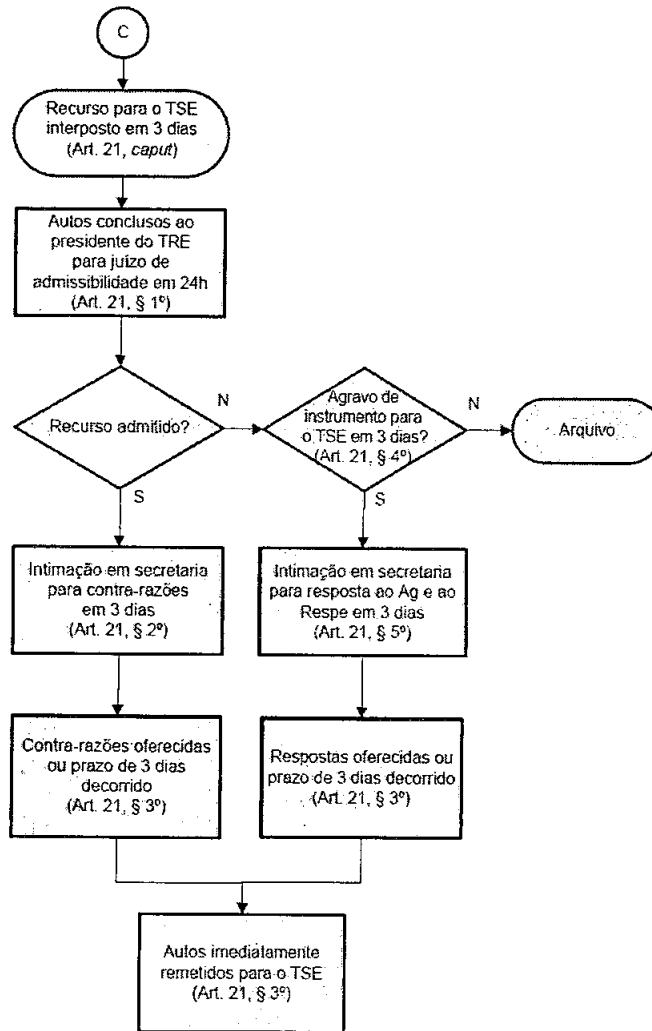 C
Recurso para o TSE
interposto em 3 dias
(Art. 21, caput)
Autos conclusos ao
presidente do TRE
para juízo de
admissibilidade em 24h
(Art. 21, § 1º)
Recurso admitido?
N
Agravo de
instrumento para
o TSE em 3 dias?
(Art. 21, § 4º)
N
Arquivo
S
S
Intimação em secretaria
para contra-razões
em 3 dias
(Art. 21, § 2º)
Intimação em secretaria
para resposta ao Ag e ao
Respe em 3 dias
(Art. 21, § 5º)
Contra-razões oferecidas
ou prazo de 3 dias
decorrido
(Art. 21, § 3º)
Respostas oferecidas ou
prazo de 3 dias decorrido
(Art. 21, § 3º)
Autos imediatamente
remetidos para o TSE
(Art. 21, § 3º)